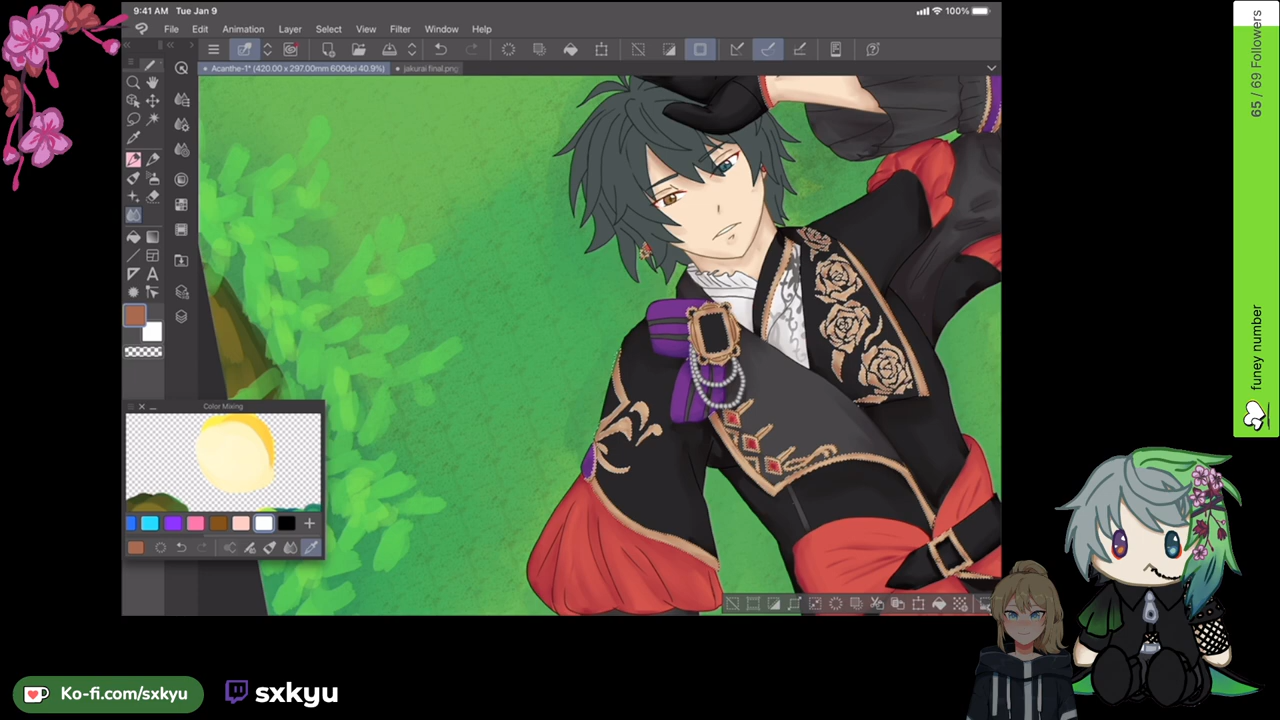 9:41 AM Tue Jan 9
100%
File Edit Animation Layer Select View Filter Window Help
Acanthe-1* (420.00 x 297.00mm 600dpi 40.9%)
jakurai final.png
Color Mixing
65 / 69 Followers
funey number
Ko-fi.com/sxkyu
sxkyu